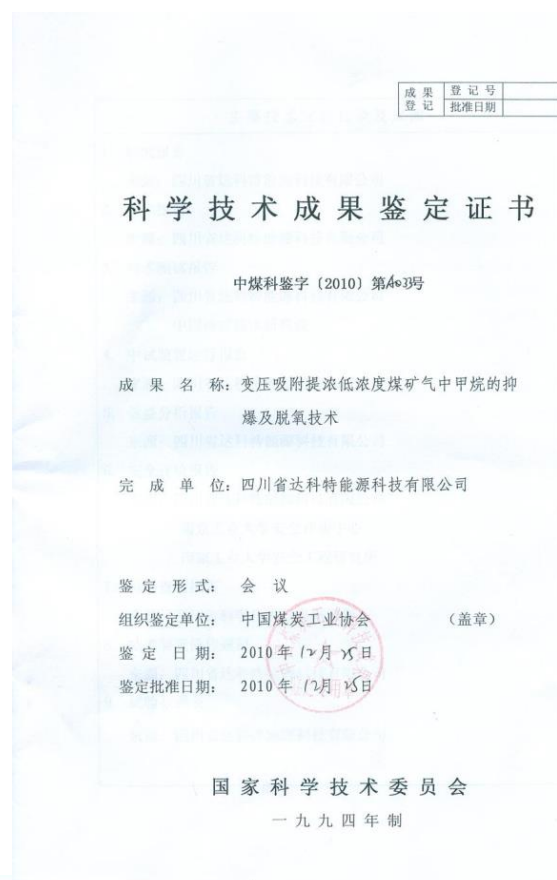 成果登记 登记号
批准日期
科学技术成果鉴定证书
中煤科鉴字〔2010〕第A033号
成果名称：变压吸附提浓低浓度煤矿气中甲烷的抑
爆及脱氧技术
完成单位：四川省达科特能源科技有限公司
鉴定形式：会议
组织鉴定单位：中国煤炭工业协会（盖章）
鉴定日期：2010年12月25日
鉴定批准日期：2010年12月25日
国家科学技术委员会
一九九四年制